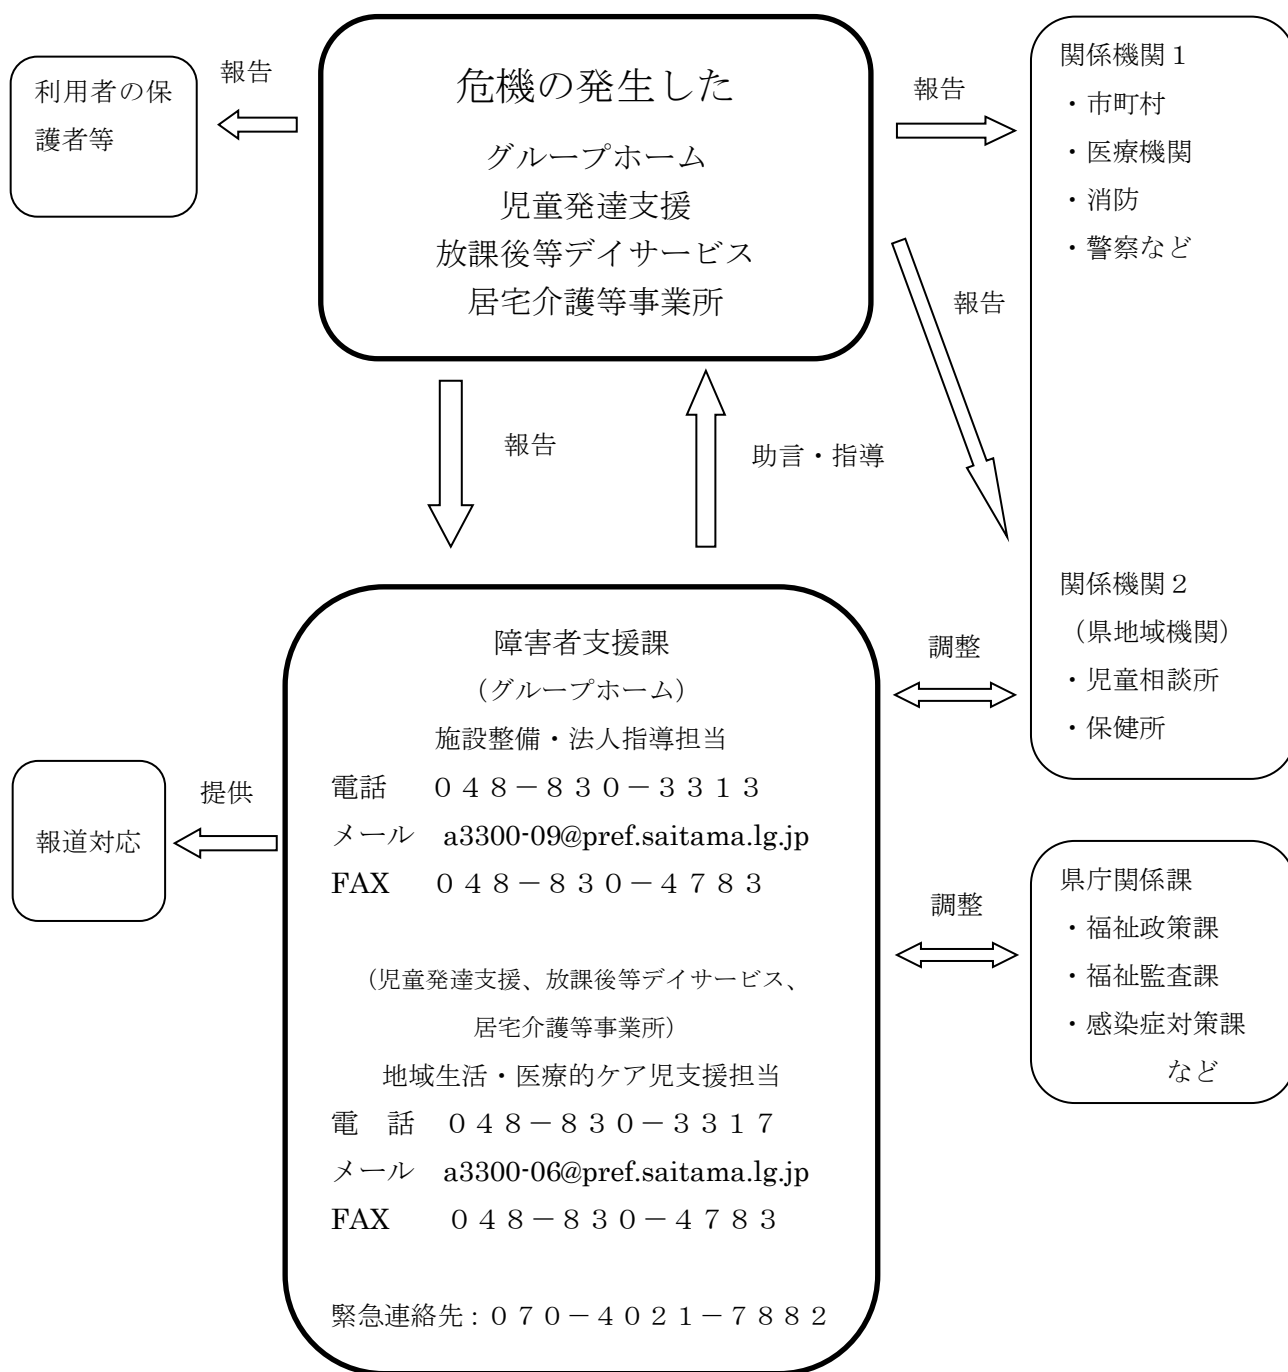 利用者の保
護者等
報告
危機の発生した
グループホーム
児童発達支援
放課後等デイサービス
居宅介護等事業所
報告
関係機関１
・市町村
・医療機関
・消防
・警察など
報告
報告
助言・指導
関係機関２
（県地域機関）
・児童相談所
・保健所
調整
障害者支援課
（グループホーム）
施設整備・法人指導担当
電話　０４８－８３０－３３１３
メール　a3300-09@pref.saitama.lg.jp
FAX　０４８－８３０－４７８３
（児童発達支援、放課後等デイサービス、
居宅介護等事業所）
地域生活・医療的ケア児支援担当
電　話　０４８－８３０－３３１７
メール　a3300-06@pref.saitama.lg.jp
FAX　０４８－８３０－４７８３
緊急連絡先：０７０－４０２１－７８８２
提供
報道対応
調整
県庁関係課
・福祉政策課
・福祉監査課
・感染症対策課
など